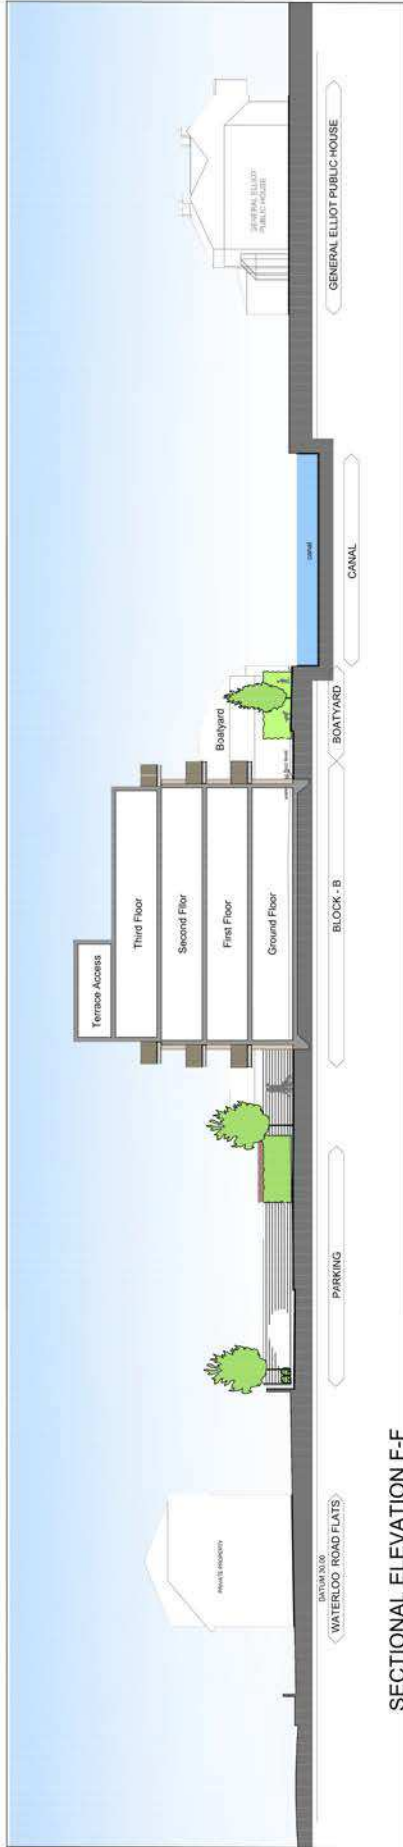 PRIVATE PROPERTY
Terrace Access
Third Floor
Second Fllor
First Floor
Ground Floor
Boatyard
canal
GENERAL ELLIOT
PUBLIC HOUSE
DATUM 30.00
WATERLOO ROAD FLATS
PARKING
BLOCK - B
BOATYARD
CANAL
GENERAL ELLIOT PUBLIC HOUSE
SECTIONAL ELEVATION